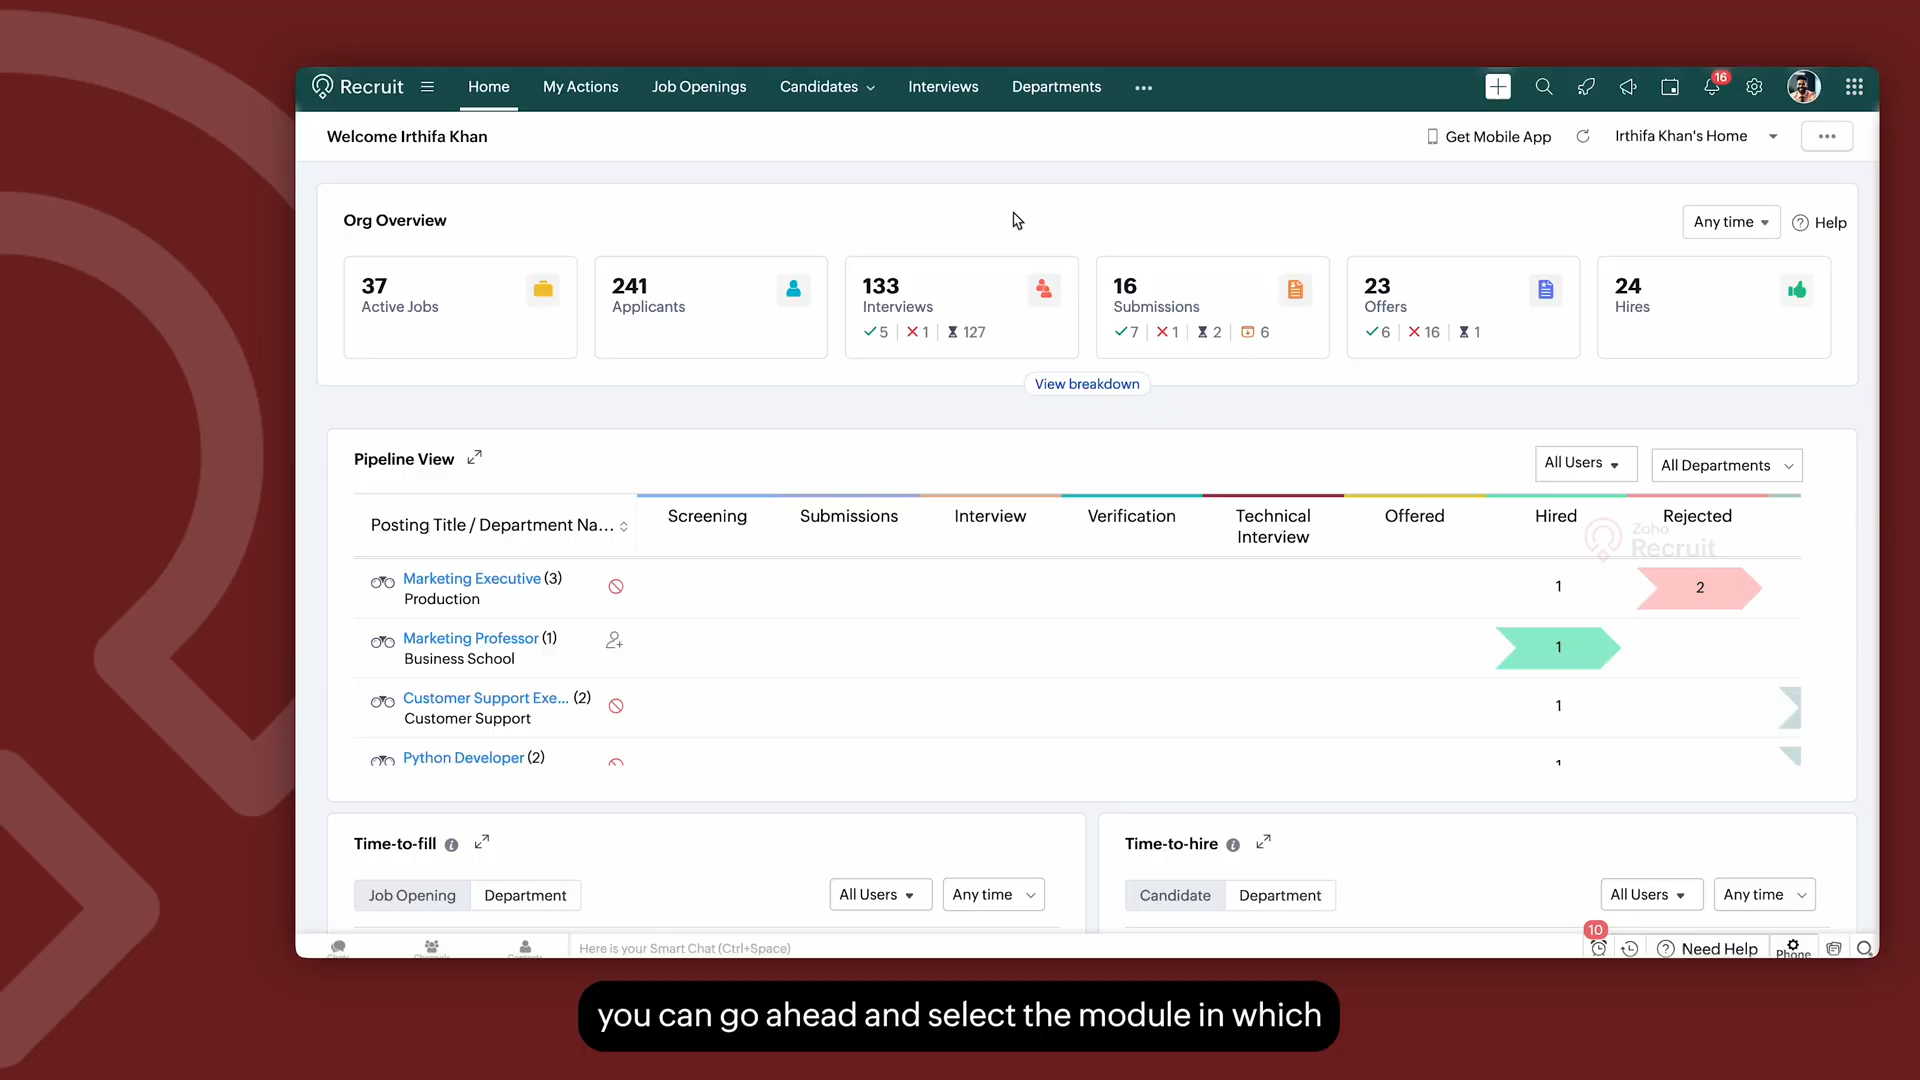 Recruit Home My Actions Job Openings Candidates Interviews Departments 16
Welcome Irthifa Khan Get Mobile App Irthifa Khan's Home
Org Overview Any time Help
37 241 133 16 23 24
Active Jobs Applicants Interviews Submissions Offers Hires
5 1 127 7 1 2 6 6 16 1
View breakdown
Pipeline View All Users All Departments
Posting Title / Department Na... Screening Submissions Interview Verification Technical Interview Offered Hired Rejected
Zoho
Recruit
Marketing Executive (3) 1 2
Production
Marketing Professor (1) 1
Business School
Customer Support Exe... (2) 1
Customer Support
Python Developer (2) 1
Time-to-fill Time-to-hire
Job Opening Department All Users Any time Candidate Department All Users Any time
10
Here is your Smart Chat (Ctrl+Space) Need Help Phone
you can go ahead and select the module in which